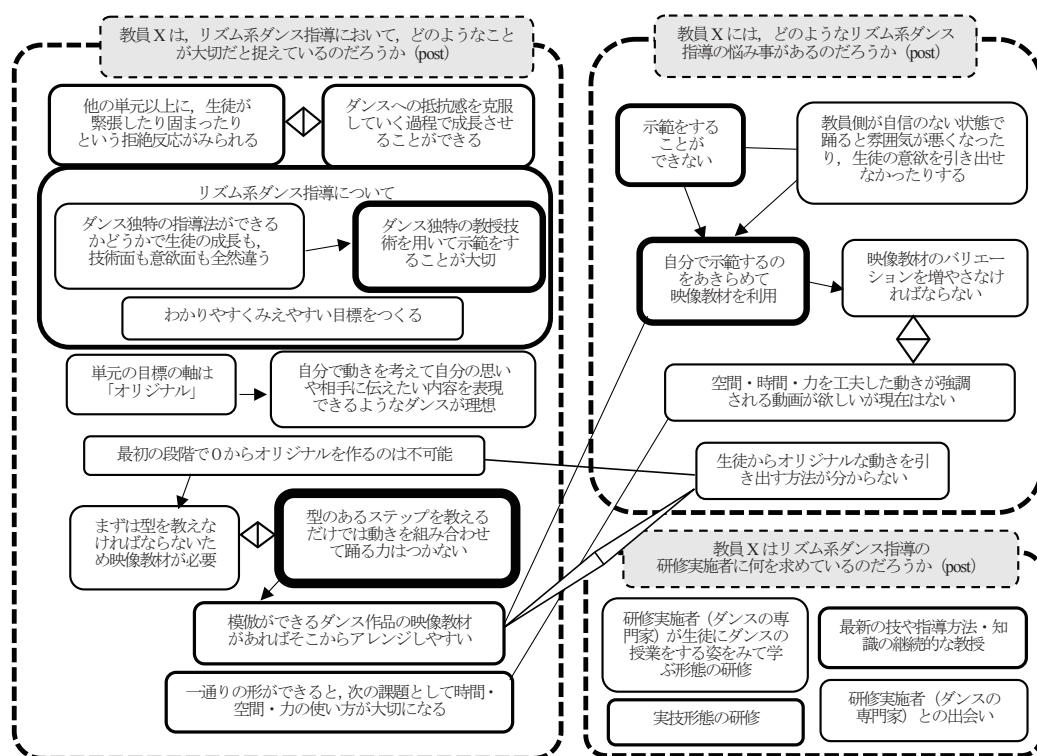 教員 X は，リズム系ダンス指導において，どのようなこと
が大切だと捉えているのだろうか（post）
他の単元以上に，生徒が
緊張したり固まったり
という拒絶反応がみられる
ダンスへの抵抗感を克服
していく過程で成長させ
ることができる
リズム系ダンス指導について
ダンス独特の指導法ができる
かどうかで生徒の成長も，
技術面も意欲面も全然違う
ダンス独特の教授技
術を用いて示範をす
ることが大切
わかりやすくみえやすい目標をつくる
単元の目標の軸は
「オリジナル」
自分で動きを考えて自分の思い
や相手に伝えたい内容を表現
できるようなダンスが理想
最初の段階で０からオリジナルを作るのは不可能
まずは型を教えな
ければならないた
め映像教材が必要
型のあるステップを教える
だけでは動きを組み合わせ
て踊る力はつかない
模倣ができるダンス作品の映像教材
があればそこからアレンジしやすい
一通りの形ができると，次の課題として時間・
空間・力の使い方が大切になる
教員 X には，どのようなリズム系ダンス
指導の悩み事があるのだろうか（post）
示範をする
ことが
できない
教員側が自信のない状態で
踊ると雰囲気が悪くなった
り，生徒の意欲を引き出せ
なかったりする
自分で示範するの
をあきらめて
映像教材を利用
映像教材のバリエー
ションを増やさなけ
ればならない
空間・時間・力を工夫した動きが強調
される動画が欲しいが現在はない
生徒からオリジナルな動きを引
き出す方法が分からない
教員 X はリズム系ダンス指導の
研修実施者に何を求めているのだろうか（post）
研修実施者（ダンスの専
門家）が生徒にダンスの
授業をする姿をみて学
ぶ形態の研修
最新の技や指導方法・知
識の継続的な教授
実技形態の研修
研修実施者（ダンスの
専門家）との出会い